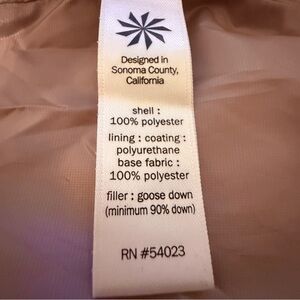 Designed in
Sonoma County,
California
shell :
100% polyester
lining : coating :
polyurethane
base fabric :
100% polyester
filler : goose down
(minimum 90% down)
RN #54023